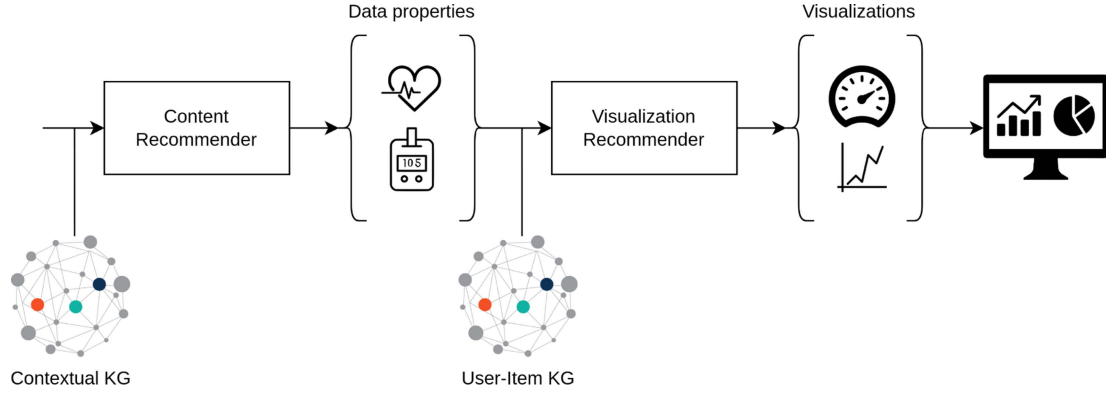 Data properties
Visualizations
Content
Recommender
Visualization
Recommender
105
Contextual KG
User-Item KG